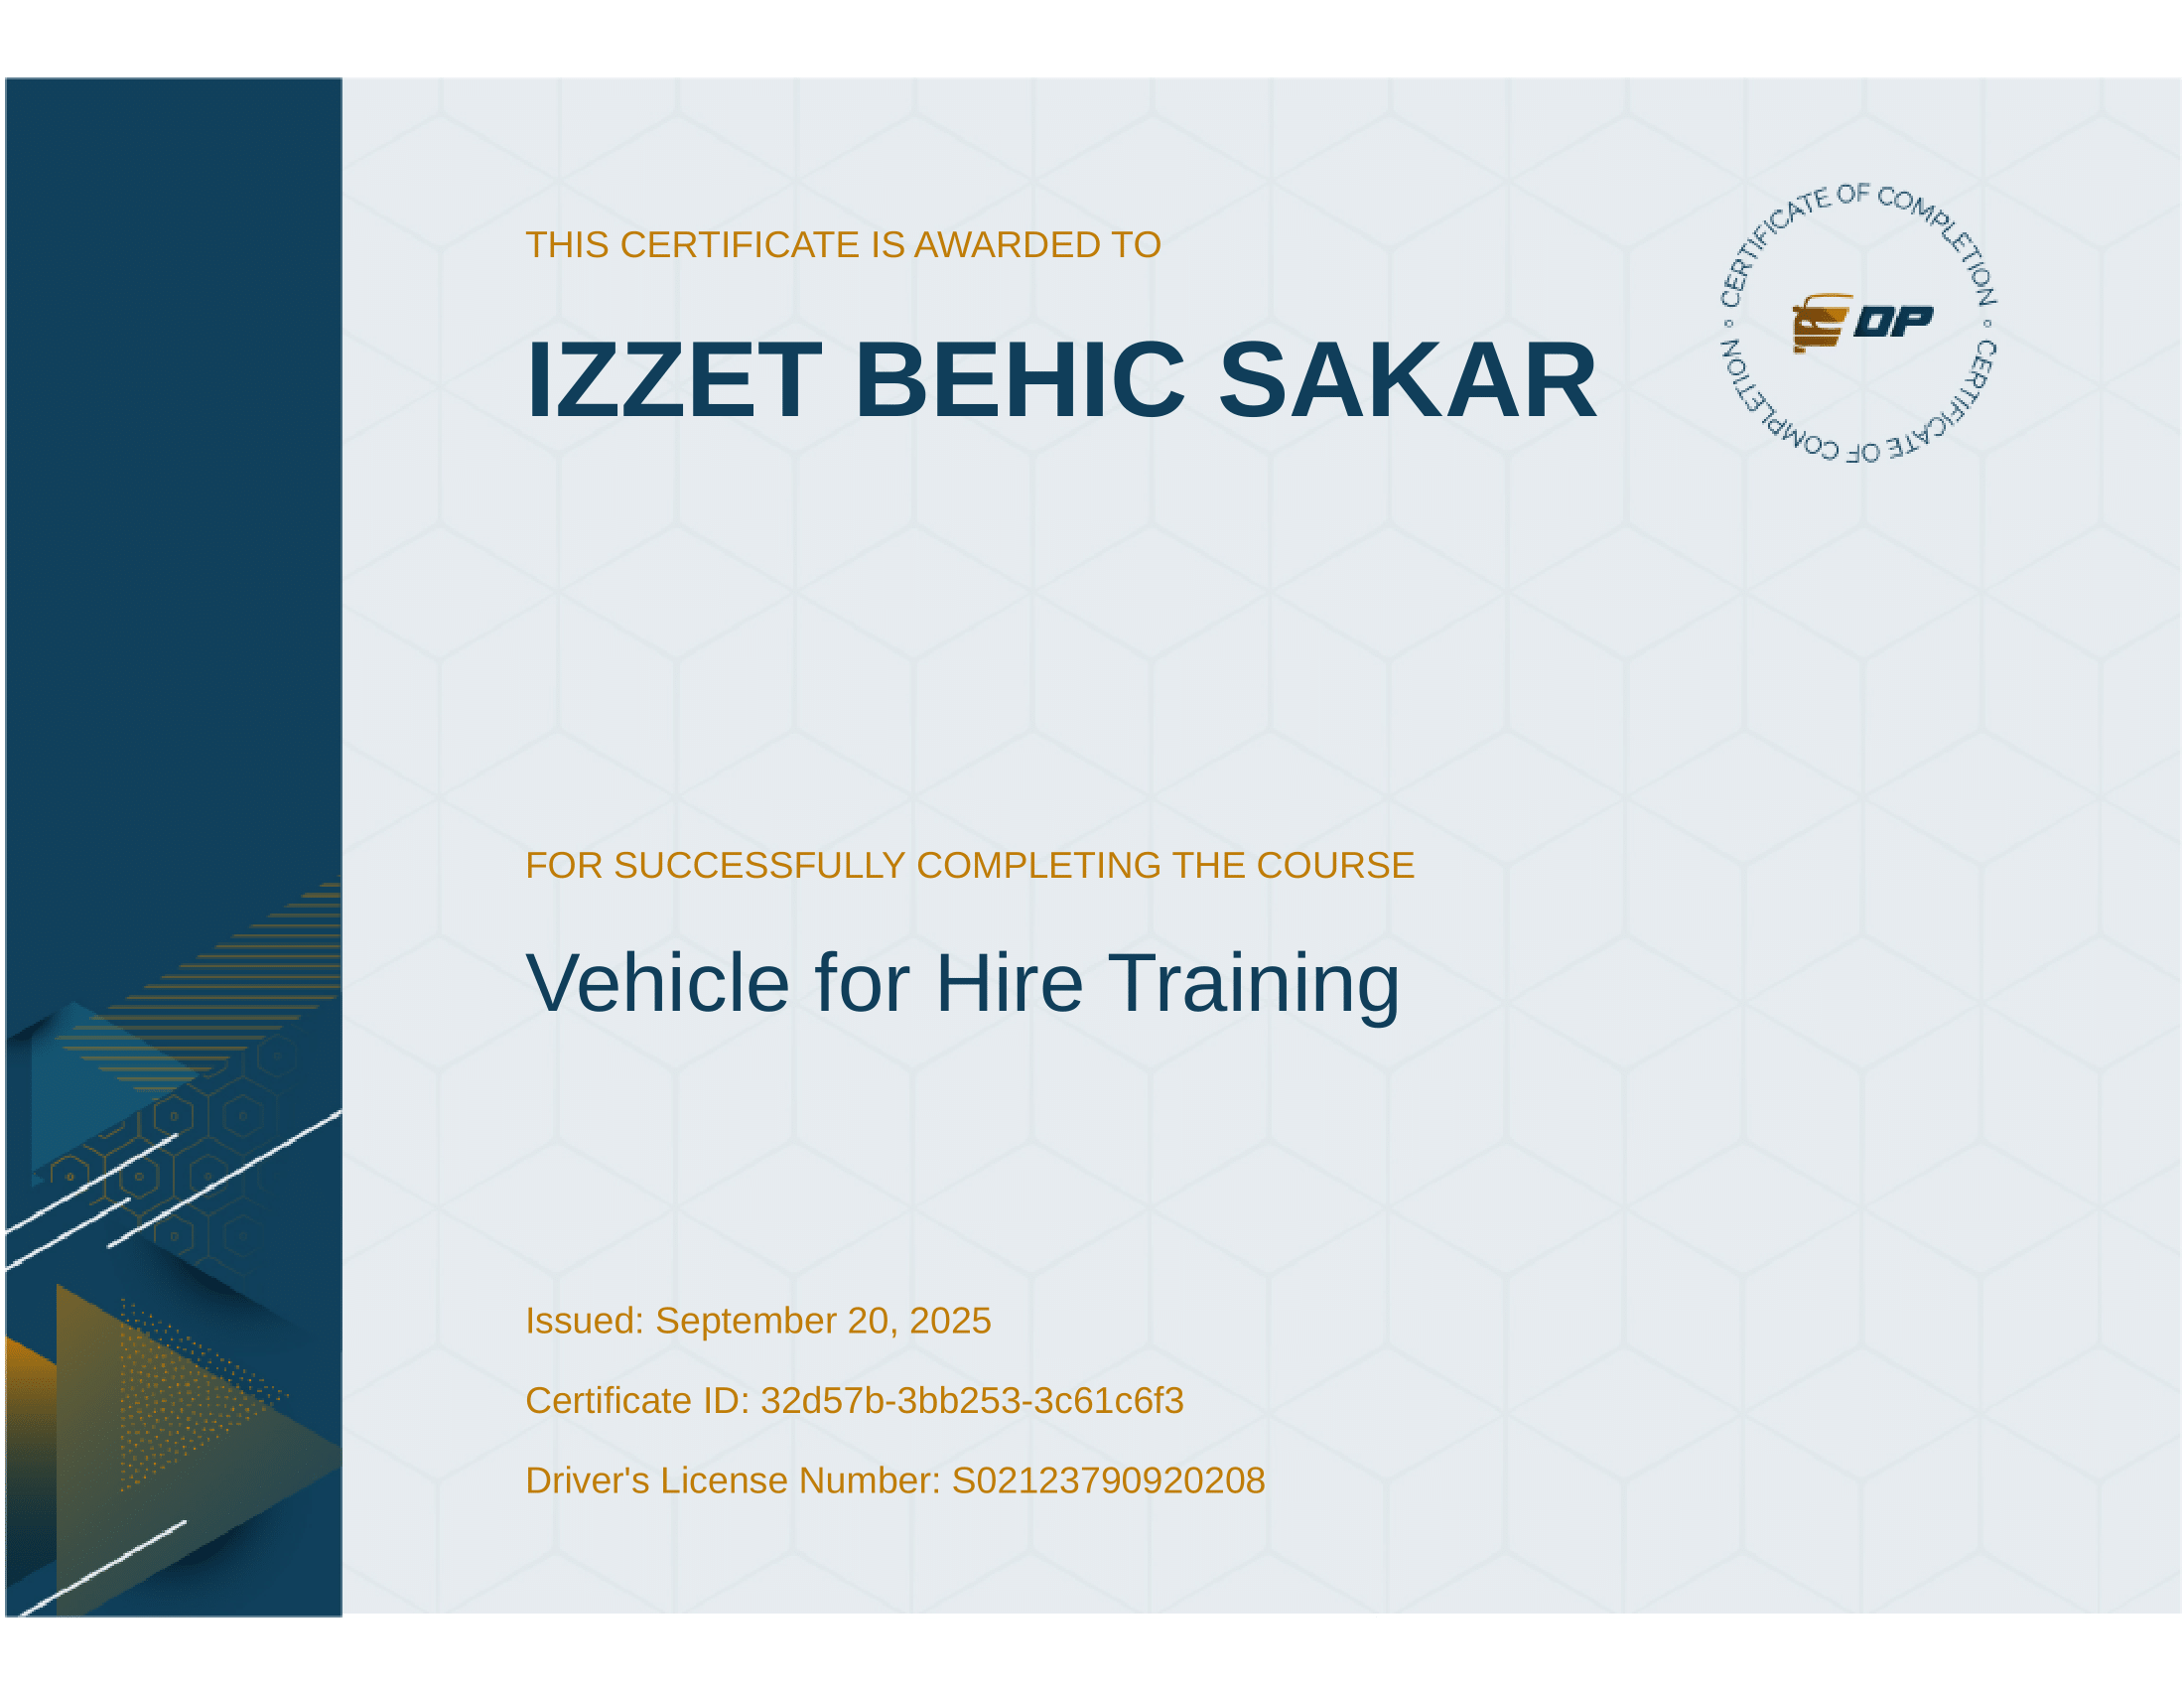 THIS CERTIFICATE IS AWARDED TO
IZZET BEHIC SAKAR
CERTIFICATE OF COMPLETION ◦ CERTIFICATE OF COMPLETION ◦
DP
FOR SUCCESSFULLY COMPLETING THE COURSE
Vehicle for Hire Training
Issued: September 20, 2025
Certificate ID: 32d57b-3bb253-3c61c6f3
Driver's License Number: S02123790920208